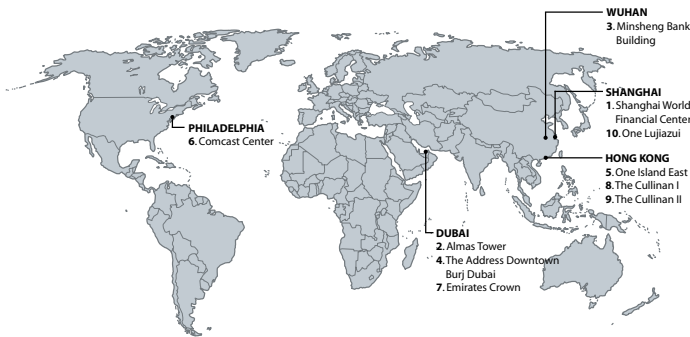 WUHAN
3. Minsheng Bank
Building
SHANGHAI
1. Shanghai World
Financial Center
10. One Lujiazui
PHILADELPHIA
6. Comcast Center
HONG KONG
5. One Island East
8. The Cullinan I
9. The Cullinan II
DUBAI
2. Almas Tower
4. The Address Downtown
Burj Dubai
7. Emirates Crown